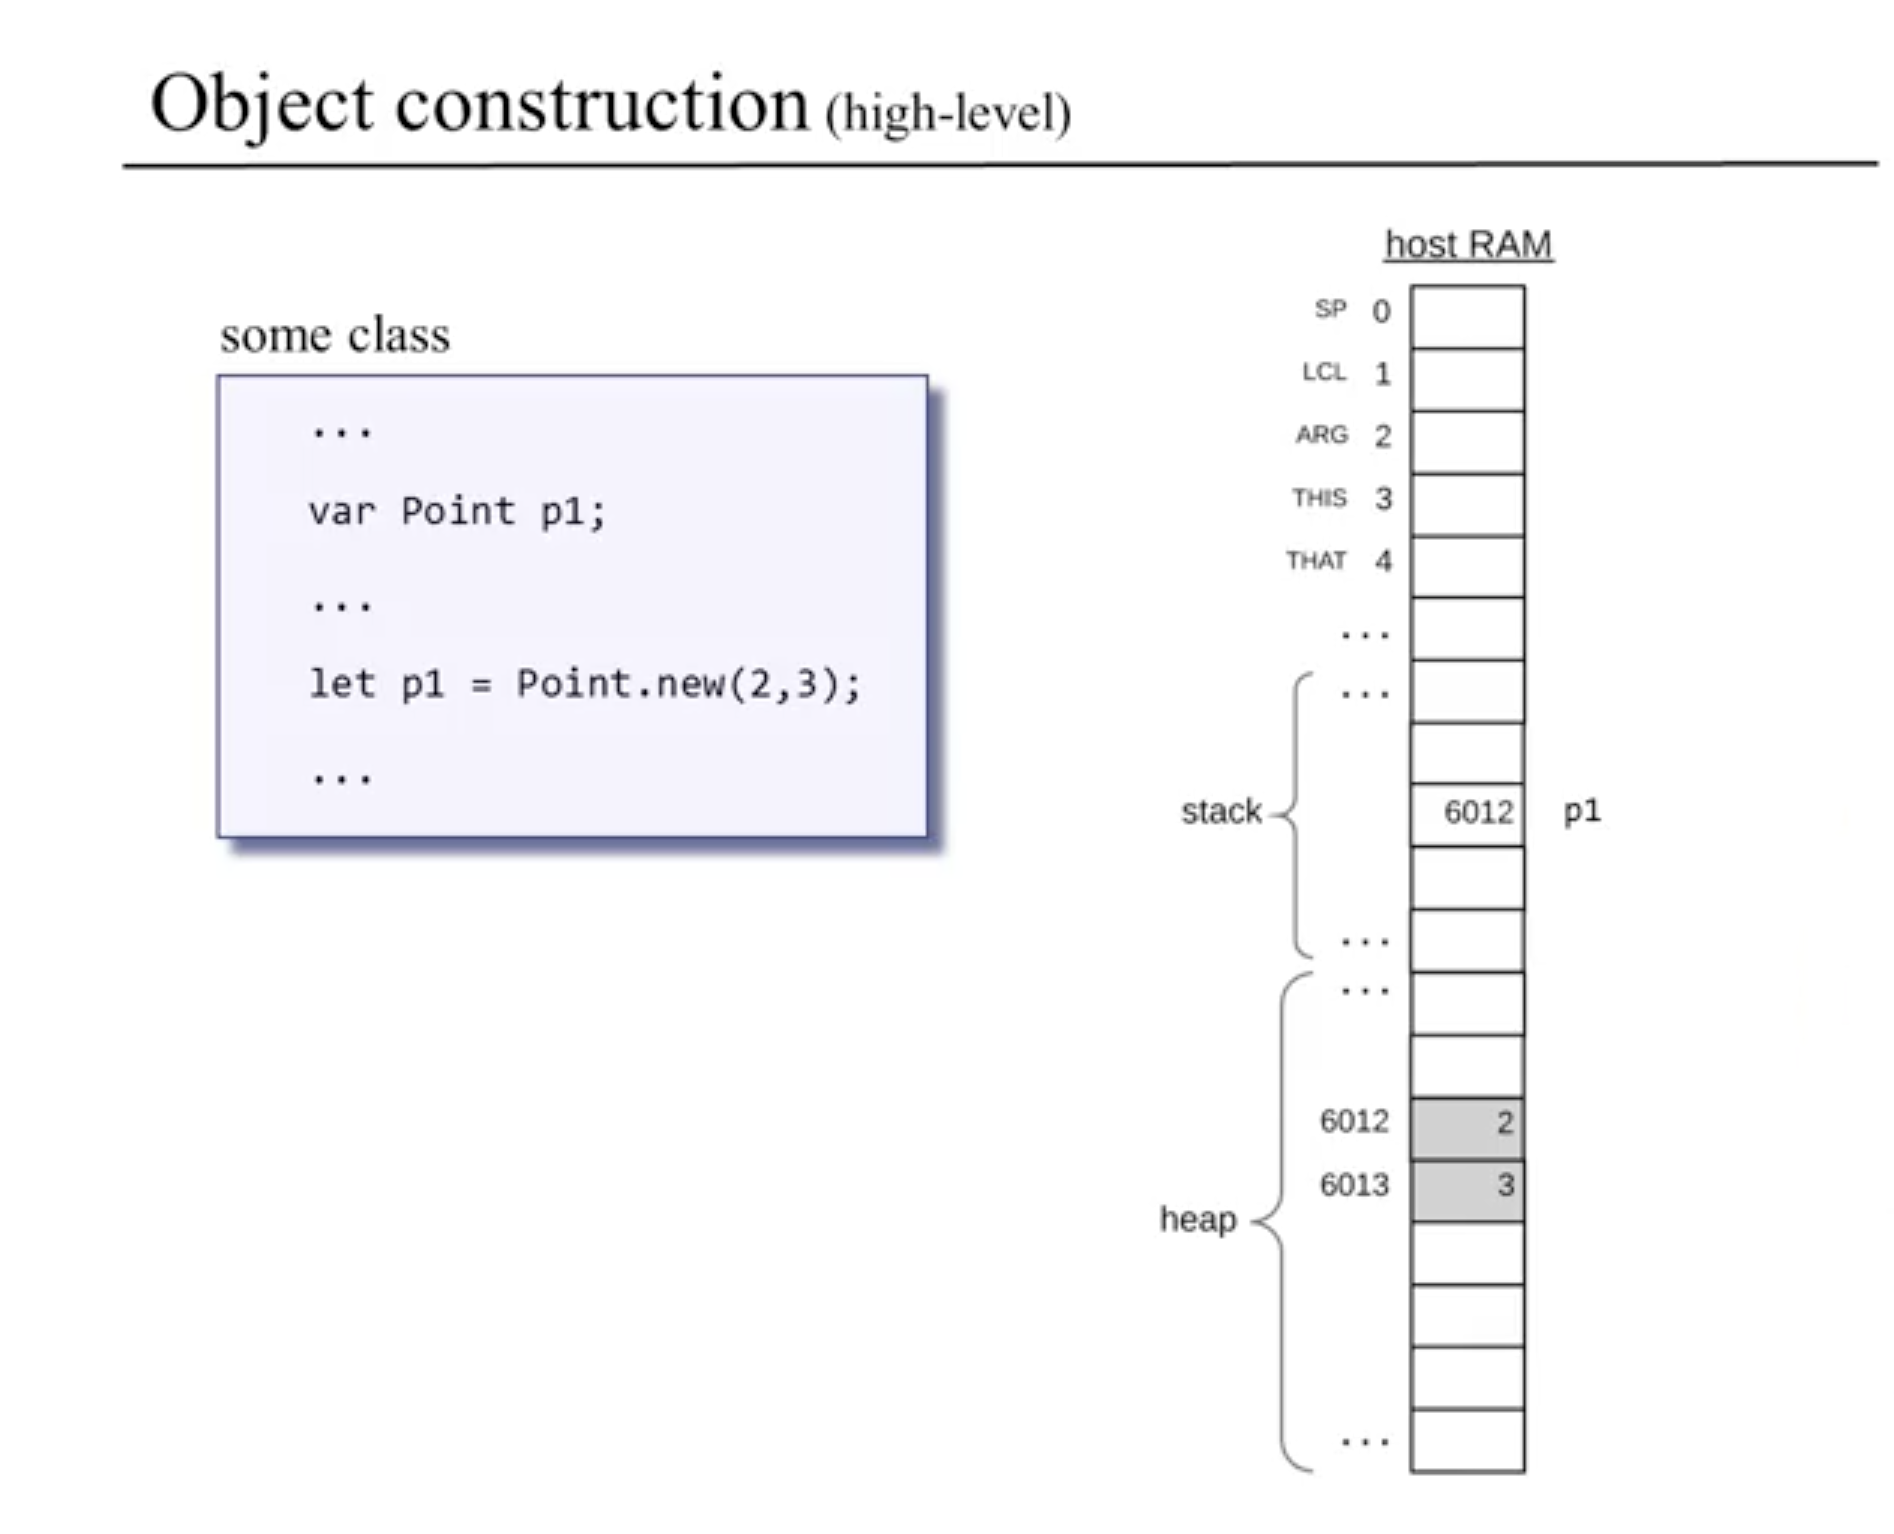 Object construction (high-level)
some class
...
var Point p1;
...
let p1 = Point.new(2,3);
...
host RAM
SP 0
LCL 1
ARG 2
THIS 3
THAT 4
...
...
stack 6012 p1
...
...
6012 2
6013 3
heap
...